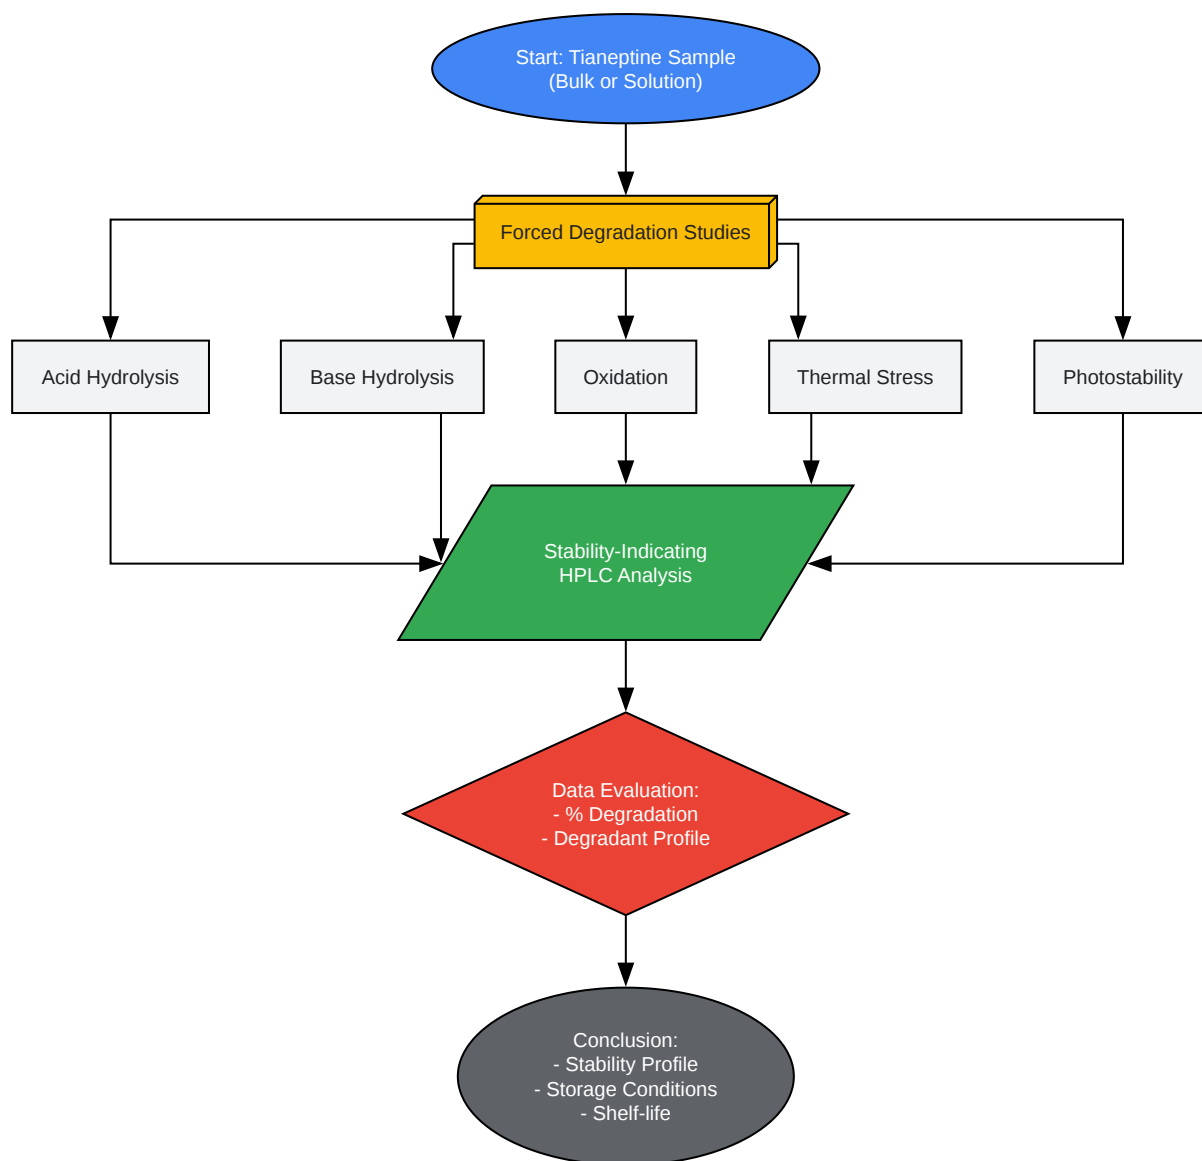 Start: Tianeptine Sample
(Bulk or Solution)
Forced Degradation Studies
Acid Hydrolysis
Base Hydrolysis
Oxidation
Thermal Stress
Photostability
Stability-Indicating
HPLC Analysis
Data Evaluation:
- % Degradation
- Degradant Profile
Conclusion:
- Stability Profile
- Storage Conditions
- Shelf-life